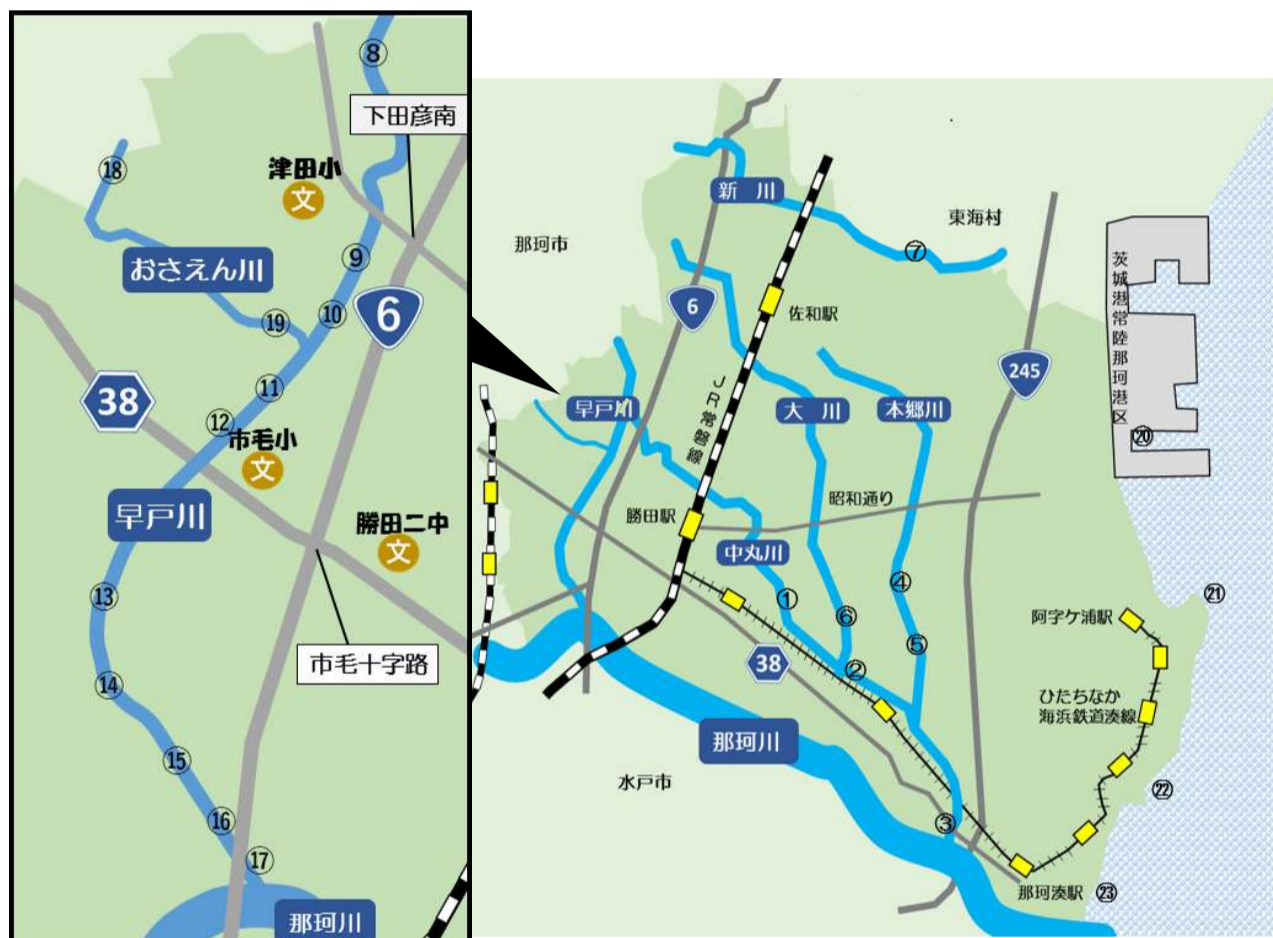 ⑧
下田彦南
⑱
津田小
文
おさえん川
⑨
6
⑩
⑲
38
⑪
⑫
市毛小
文
早戸川
勝田二中
文
⑬
市毛十字路
⑭
⑮
⑯
⑰
那珂川
新 川
東海村
那珂市
⑦
茨城港常陸那珂港区
6
佐和駅
245
JR常磐線
早戸川
大 川
本郷川
⑳
昭和通り
勝田駅
中丸川
④
①
㉑
⑥
⑤
阿字ケ浦駅
38
②
ひたちなか
海浜鉄道湊線
那珂川
水戸市
㉒
③
那珂湊駅
㉓